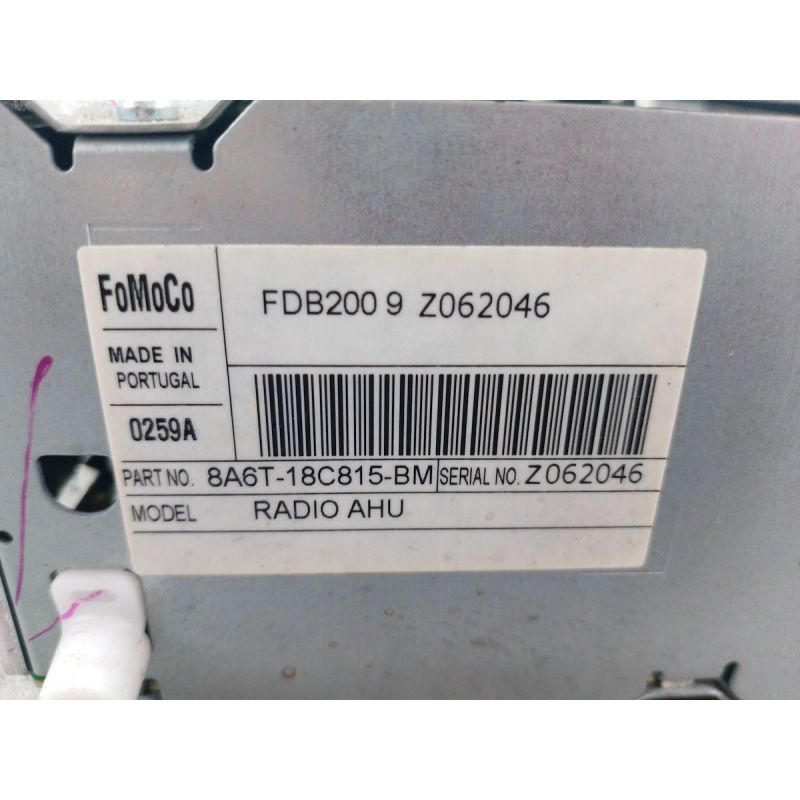 FoMoCo
FDB200 9 Z062046
MADE IN
PORTUGAL
0259A
PART NO. 8A6T-18C815-BM SERIAL NO. Z062046
MODEL RADIO AHU